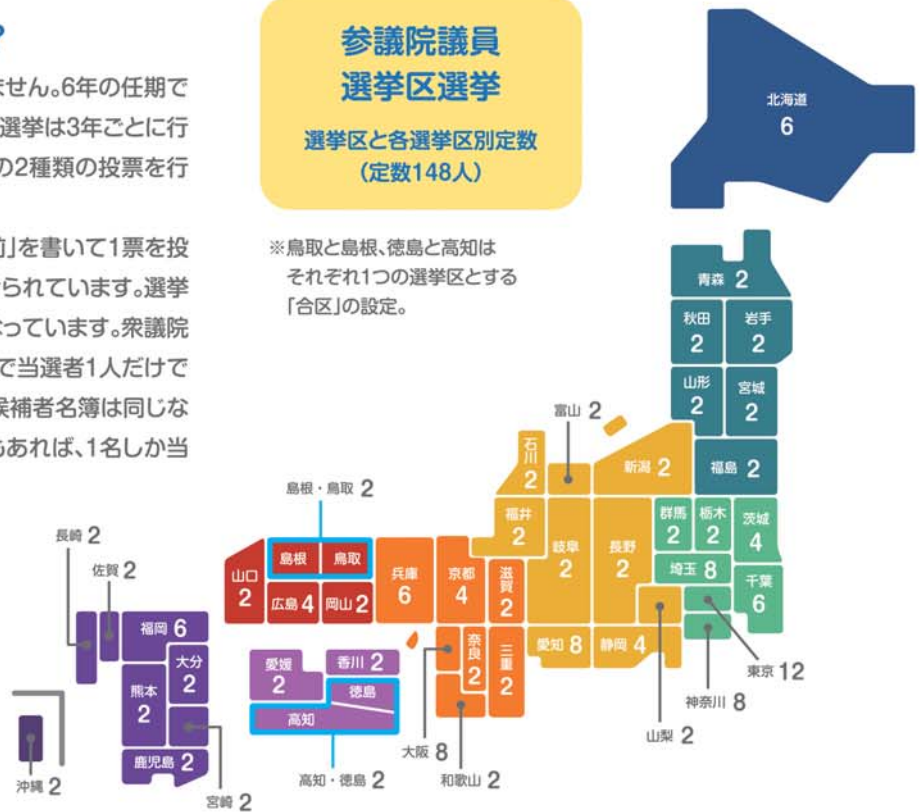 ?
ません。6年の任期で
選挙は3年ごとに行
の2種類の投票を行
前」を書いて1票を投
られています。選挙
なっています。衆議院
で当選者1人だけで
候補者名簿は同じな
もあれば、1名しか当
参議院議員
選挙区選挙
選挙区と各選挙区別定数
(定数148人)
※鳥取と島根、徳島と高知は
それぞれ1つの選挙区とする
「合区」の設定。
北海道
6
青森 2
秋田
2
岩手
2
山形
2
宮城
2
福島 2
富山 2
石川
2
新潟 2
福井
2
岐阜
2
長野
2
群馬
2
栃木
2
茨城
4
埼玉 8
千葉
6
東京 12
神奈川 8
山梨 2
愛知 8
静岡 4
島根・鳥取 2
島根
鳥取
山口
2
広島 4
岡山 2
兵庫
6
京都
4
滋賀
2
奈良
2
三重
2
大阪 8
和歌山 2
愛媛
2
香川 2
徳島
高知
高知・徳島 2
長崎 2
佐賀 2
福岡 6
大分
2
熊本
2
鹿児島 2
宮崎 2
沖縄 2